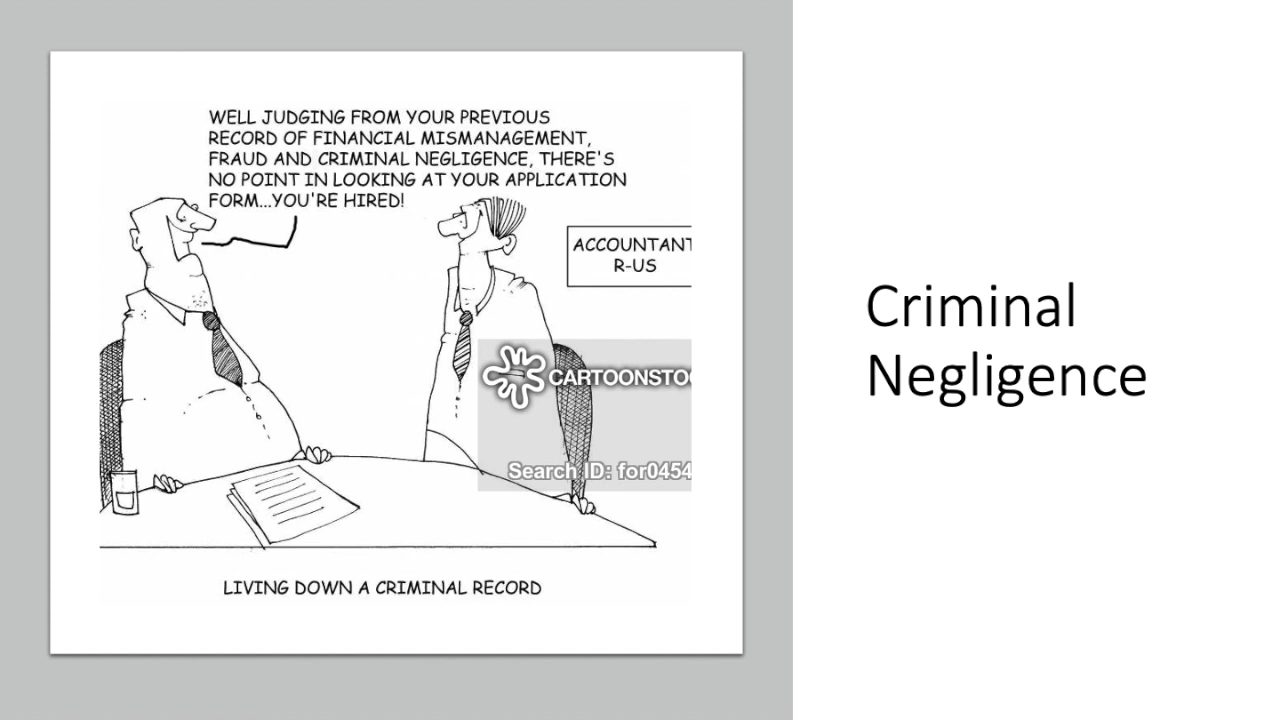 WELL JUDGING FROM YOUR PREVIOUS
RECORD OF FINANCIAL MISMANAGEMENT,
FRAUD AND CRIMINAL NEGLIGENCE, THERE'S
NO POINT IN LOOKING AT YOUR APPLICATION
FORM...YOU'RE HIRED!
ACCOUNTANT
R-US
CARTOONSTO
Search ID: for0454
LIVING DOWN A CRIMINAL RECORD
Criminal
Negligence